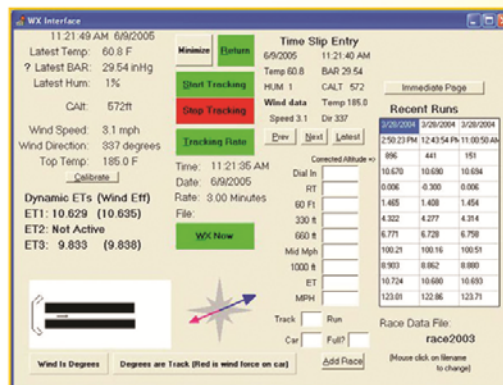 WX Interface
11:21:49 AM 6/9/2005
Latest Temp: 60.8 F
? Latest BAR: 29.54 inHg
Latest Hum: 1%
CAlt: 572ft
Wind Speed: 3.1 mph
Wind Direction: 337 degrees
Top Temp: 185.0 F
Calibrate
Dynamic ETs (Wind Eff)
ET1: 10.629 (10.635)
ET2: Not Active
ET3: 9.833 (9.838)
Wind Is Degrees
Degrees are Track (Red is wind force on car)
Minimize
Return
Start Tracking
Stop Tracking
Tracking Rate
Time: 11:21:35 AM
Date: 6/9/2005
Rate: 3.00 Minutes
File:
WX Now
Time Slip Entry
6/9/2005 11:21:40 AM
Temp 60.8 BAR 29.54
HUM 1 CALT 572
Wind data Temp 185.0
Speed 3.1 Dir 337
Prev Next Latest
Corrected Altitude =>
Dial In
RT
60 Ft
330 ft
660 ft
Mid Mph
1000 ft
ET
MPH
Track Run
Car Full?
Add Race
Immediate Page
Recent Runs
3/28/2004 3/28/2004 3/28/2004
2:50:23 PM 12:43:54 PM 11:00:50 AM
896 441 151
10.670 10.690 10.694
0.006 -0.300 0.006
1.465 1.408 1.454
4.322 4.277 4.314
6.771 6.728 6.758
100.21 100.16 100.51
8.903 8.862 8.880
10.724 10.680 10.693
123.01 122.86 123.71
Race Data File:
race2003
(Mouse click on filename
to change)